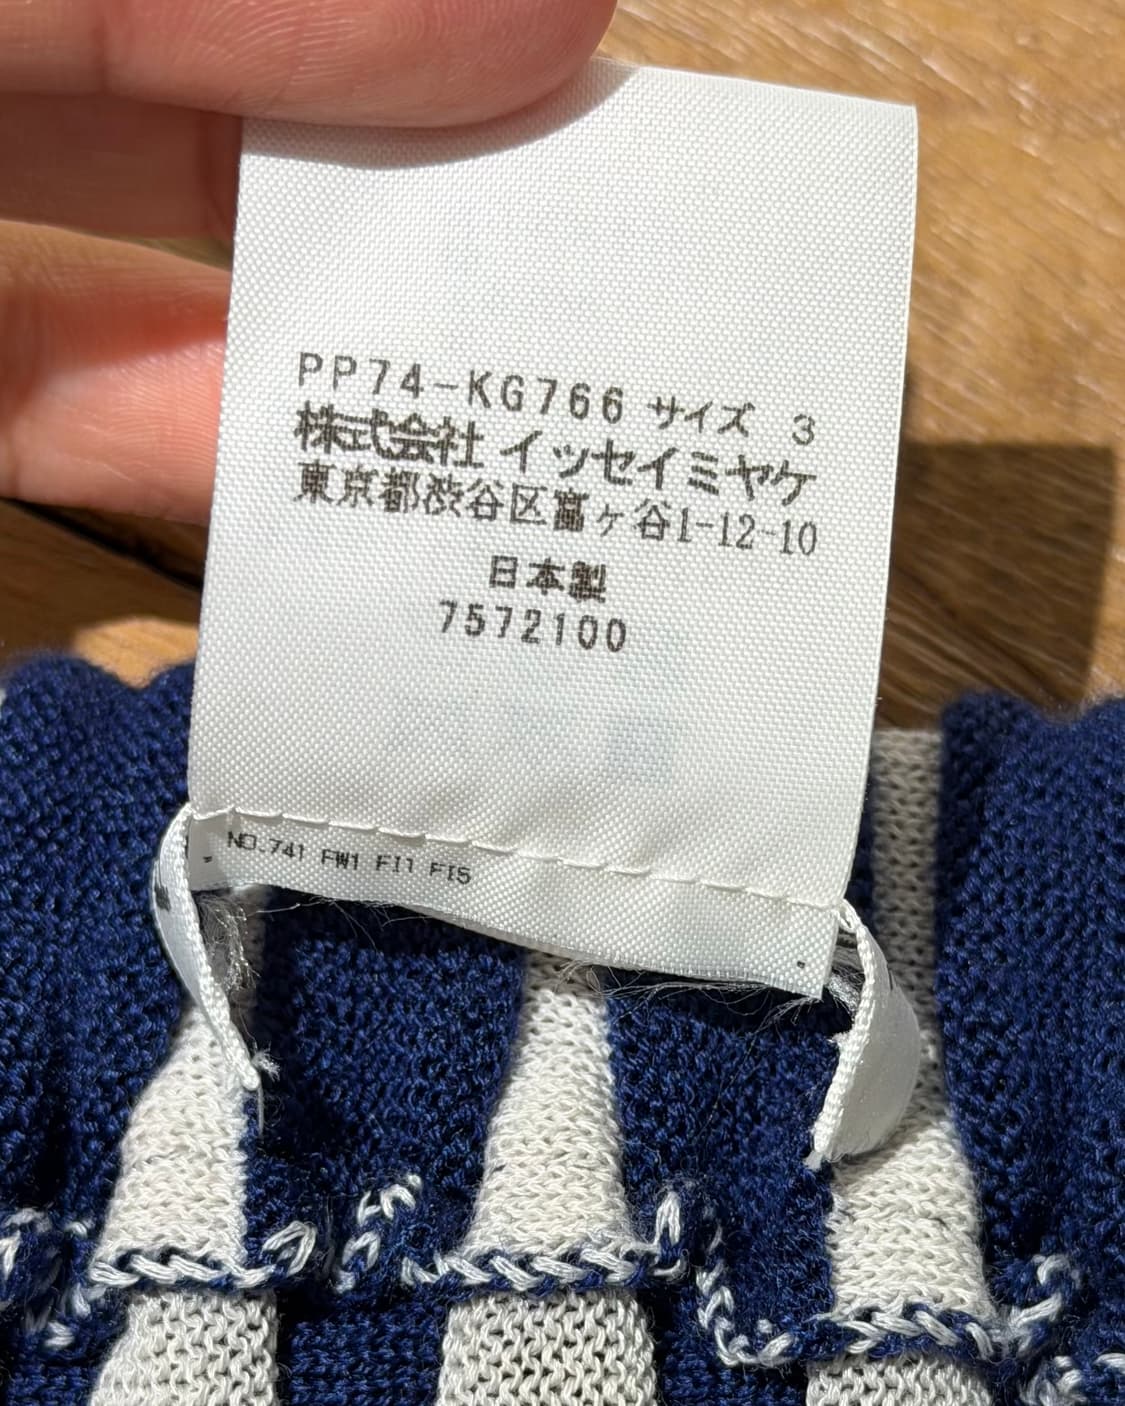 PP74-KG766 サイズ 3
株式会社 イッセイミヤケ
東京都渋谷区富ヶ谷1-12-10
日本製
7572100
NO.741 FW1 FI1 FI5